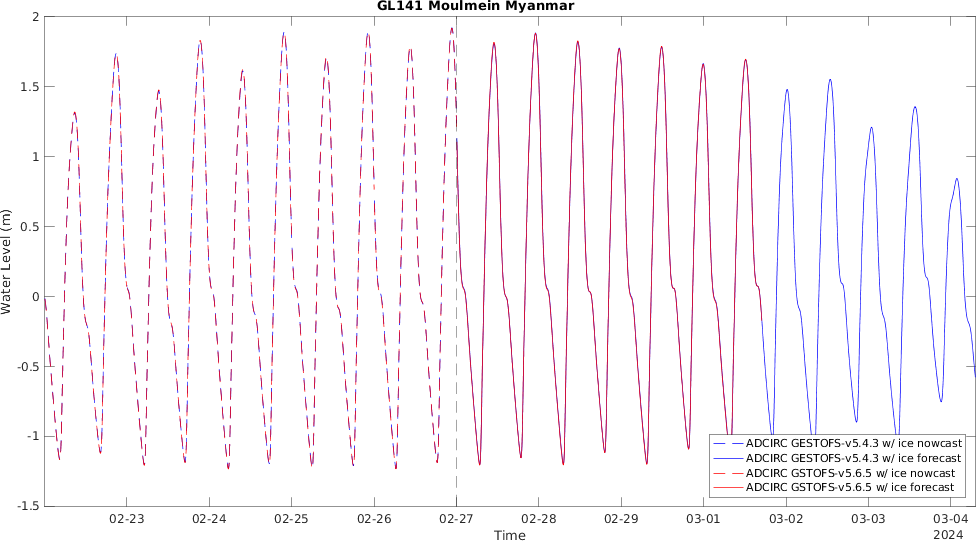 GL141 Moulmein Myanmar
Water Level (m)
2
1.5
1
0.5
0
-0.5
-1
-1.5
ADCIRC GESTOFS-v5.4.3 w/ ice nowcast
ADCIRC GESTOFS-v5.4.3 w/ ice forecast
ADCIRC GSTOFS-v5.6.5 w/ ice nowcast
ADCIRC GSTOFS-v5.6.5 w/ ice forecast
02-23 02-24 02-25 02-26 02-27 02-28 02-29 03-01 03-02 03-03 03-04
Time
2024